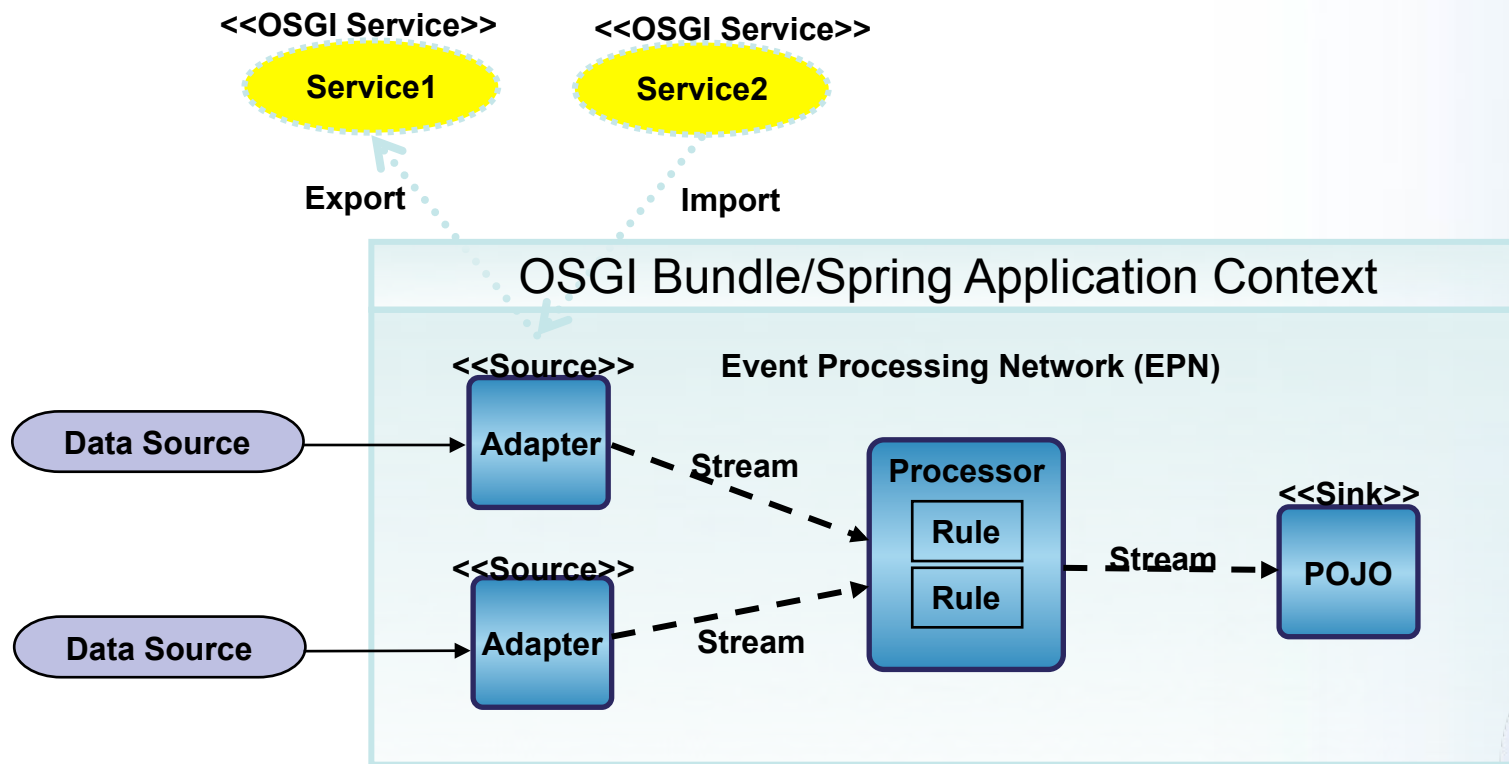 <<OSGI Service>>
<<OSGI Service>>
Service1
Service2
Export
Import
OSGI Bundle/Spring Application Context
<<Source>>
Event Processing Network (EPN)
Data Source
Adapter
Stream
Processor
Rule
Rule
<<Sink>>
Stream
POJO
<<Source>>
Data Source
Adapter
Stream